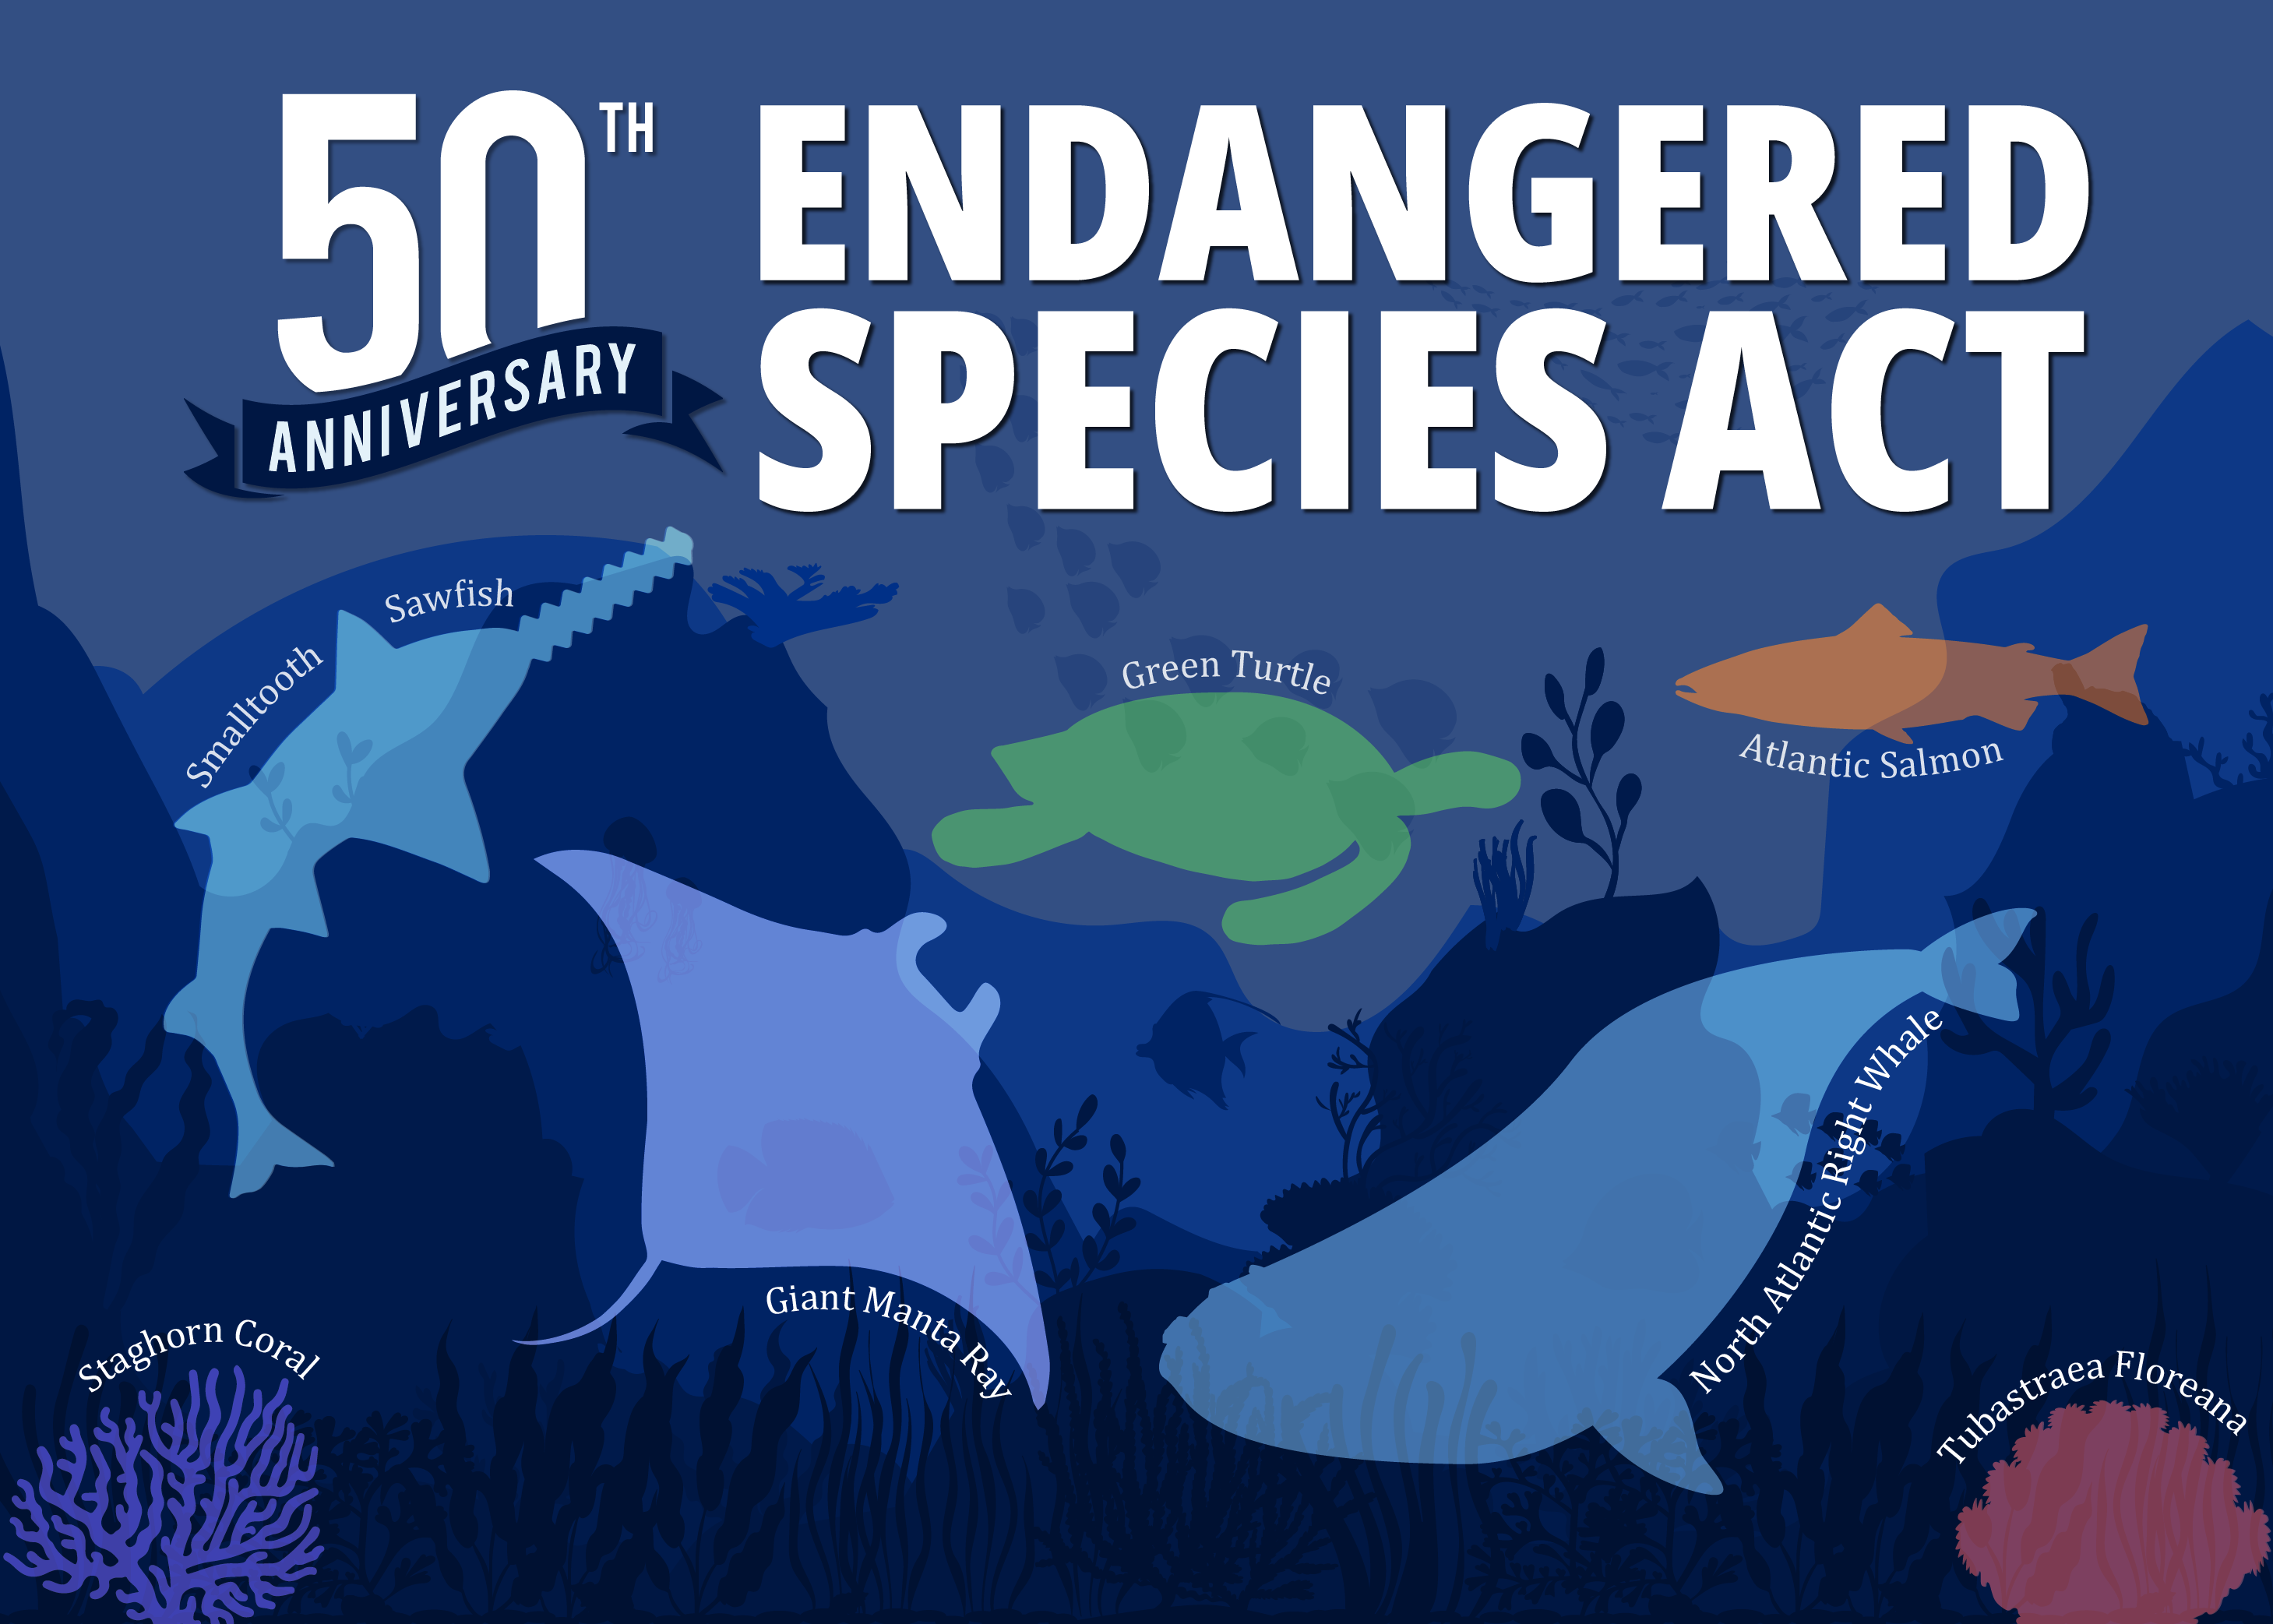 50TH
ANNIVERSARY
ENDANGERED
SPECIES ACT
Smalltooth Sawfish
Green Turtle
Atlantic Salmon
Giant Manta Ray
North Atlantic Right Whale
Staghorn Coral
Tubastraea Floreana